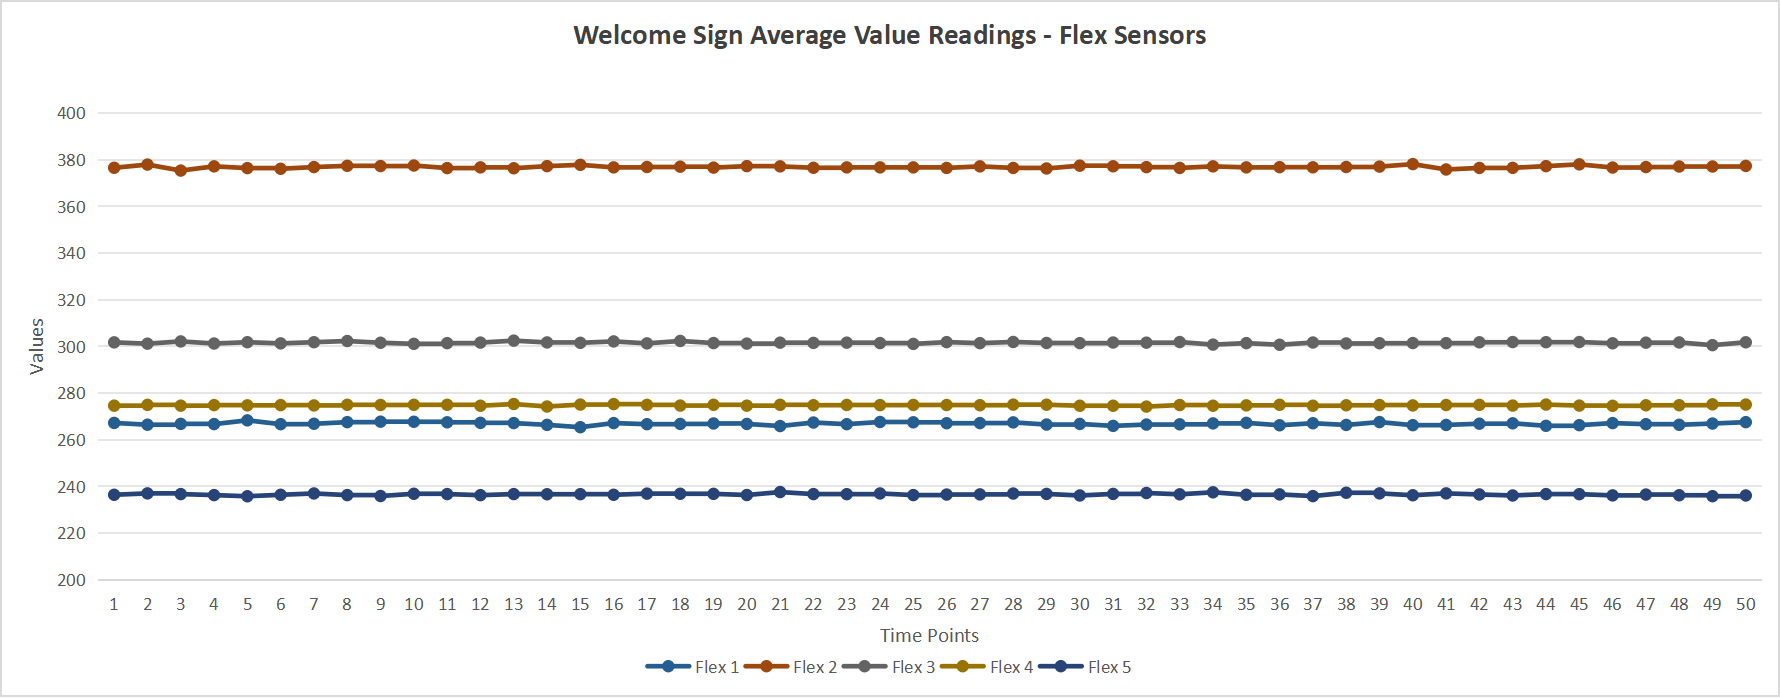 Welcome Sign Average Value Readings - Flex Sensors
400
380
360
340
320
300
280
260
240
220
200
Values
1 2 3 4 5 6 7 8 9 10 11 12 13 14 15 16 17 18 19 20 21 22 23 24 25 26 27 28 29 30 31 32 33 34 35 36 37 38 39 40 41 42 43 44 45 46 47 48 49 50
Time Points
Flex 1 Flex 2 Flex 3 Flex 4 Flex 5